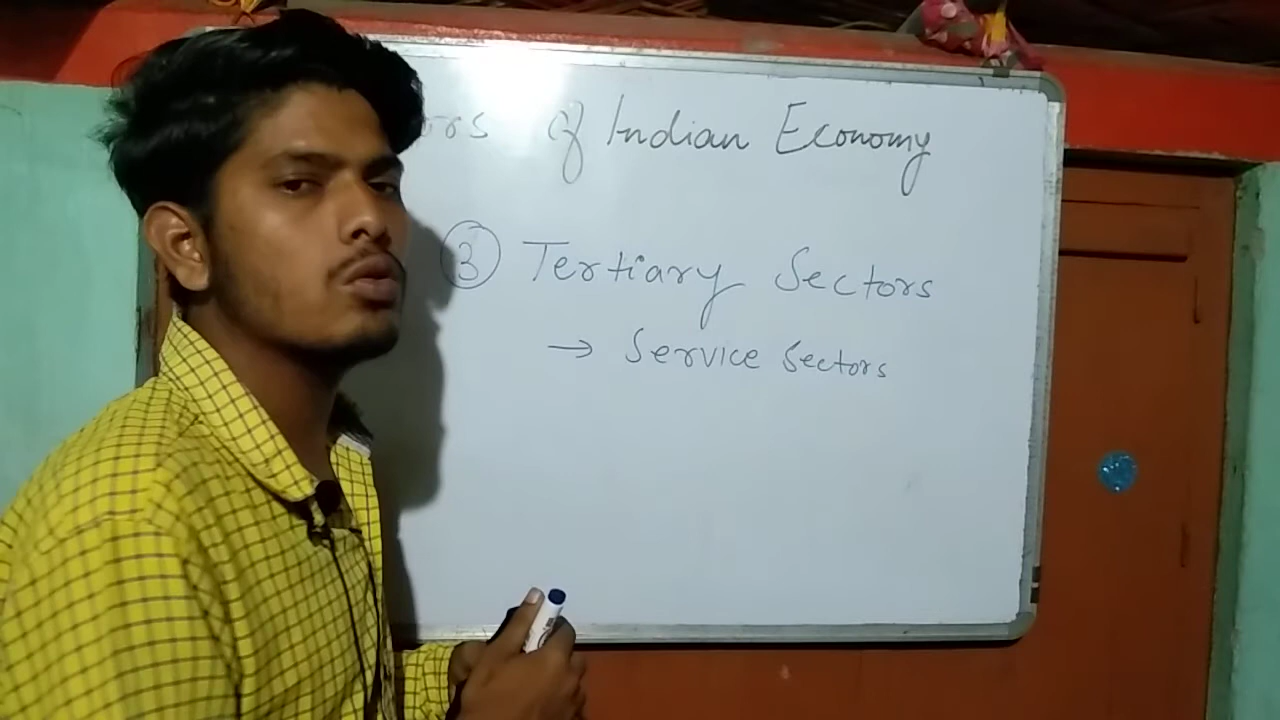 of Indian Economy
3 Tertiary Sectors
→ Service Sectors